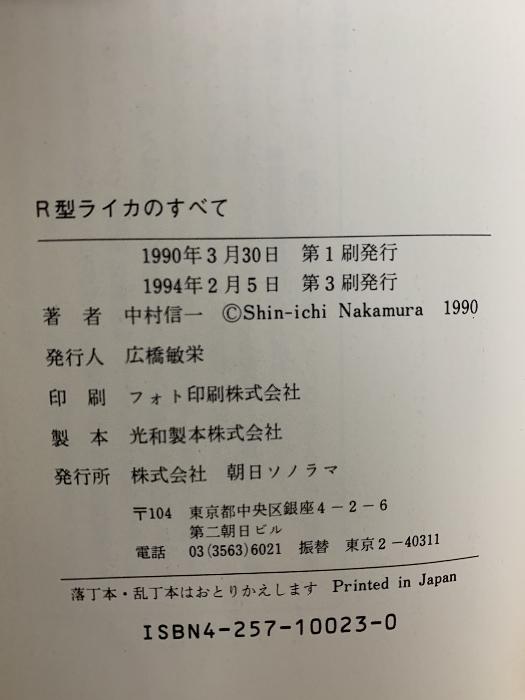 R型ライカのすべて
1990年3月30日 第1刷発行
1994年2月5日 第3刷発行
著 者 中村信一 ©Shin-ichi Nakamura 1990
発行人 広橋敏栄
印 刷 フォト印刷株式会社
製 本 光和製本株式会社
発行所 株式会社 朝日ソノラマ
〒104 東京都中央区銀座4－2－6
第二朝日ビル
電話 03(3563)6021 振替 東京2－40311
落丁本・乱丁本はおとりかえします Printed in Japan
ISBN4-257-10023-0